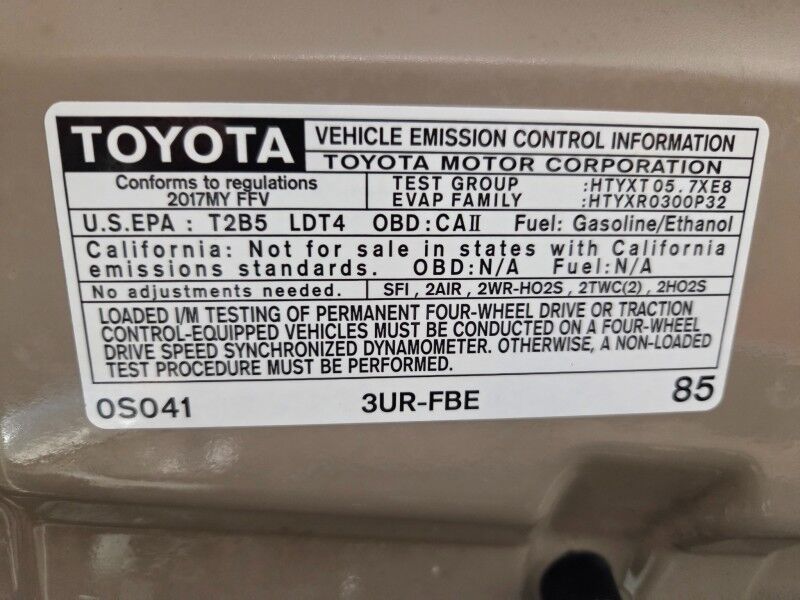 TOYOTA
VEHICLE EMISSION CONTROL INFORMATION
TOYOTA MOTOR CORPORATION
Conforms to regulations
2017MY FFV
TEST GROUP :HTYXT05.7XE8
EVAP FAMILY :HTYXR0300P32
U.S.EPA : T2B5 LDT4 OBD:CAⅡ Fuel: Gasoline/Ethanol
California: Not for sale in states with California
emissions standards. OBD:N/A Fuel:N/A
No adjustments needed.
SFI , 2AIR , 2WR-HO2S , 2TWC(2) , 2HO2S
LOADED I/M TESTING OF PERMANENT FOUR-WHEEL DRIVE OR TRACTION
CONTROL-EQUIPPED VEHICLES MUST BE CONDUCTED ON A FOUR-WHEEL
DRIVE SPEED SYNCHRONIZED DYNAMOMETER. OTHERWISE, A NON-LOADED
TEST PROCEDURE MUST BE PERFORMED.
0S041 3UR-FBE 85